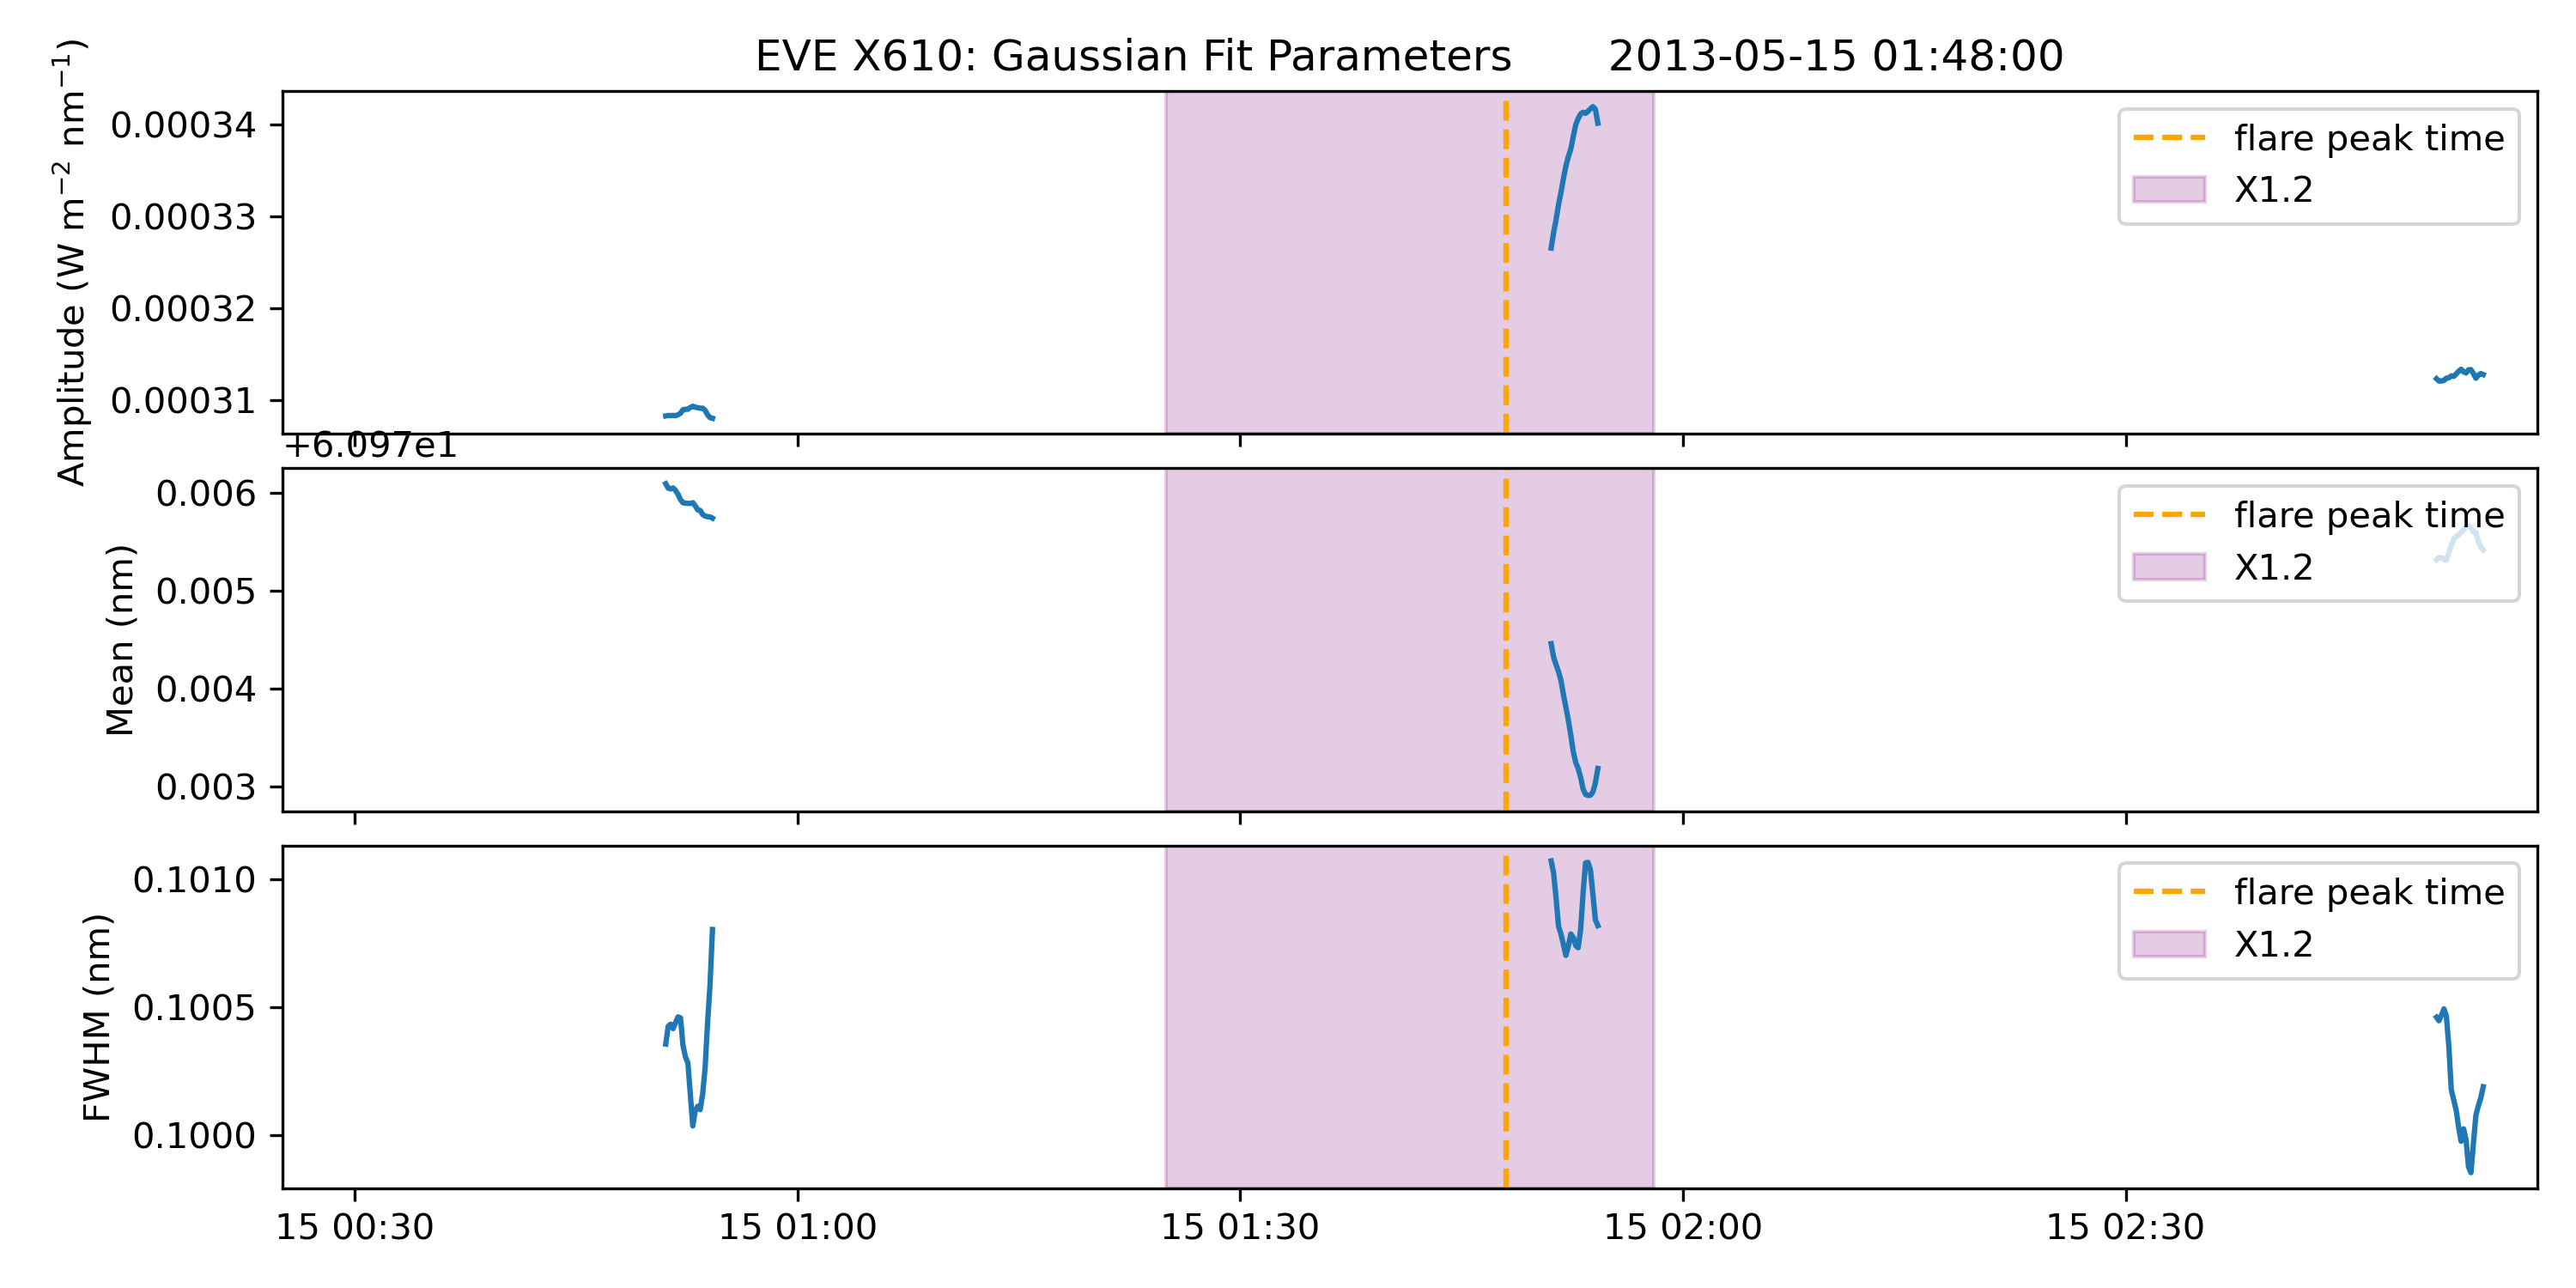 EVE X610: Gaussian Fit Parameters 2013-05-15 01:48:00
Amplitude (W m⁻² nm⁻¹)
0.00034
0.00033
0.00032
0.00031
flare peak time
X1.2
+6.097e1
Mean (nm)
0.006
0.005
0.004
0.003
flare peak time
X1.2
FWHM (nm)
0.1010
0.1005
0.1000
flare peak time
X1.2
15 00:30
15 01:00
15 01:30
15 02:00
15 02:30